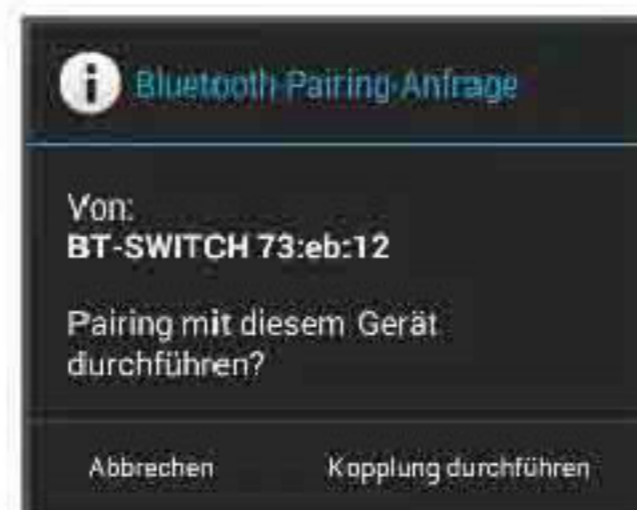 Bluetooth-Pairing-Anfrage
Von:
BT-SWITCH 73:eb:12
Pairing mit diesem Gerät
durchführen?
Abbrechen
Kopplung durchführen